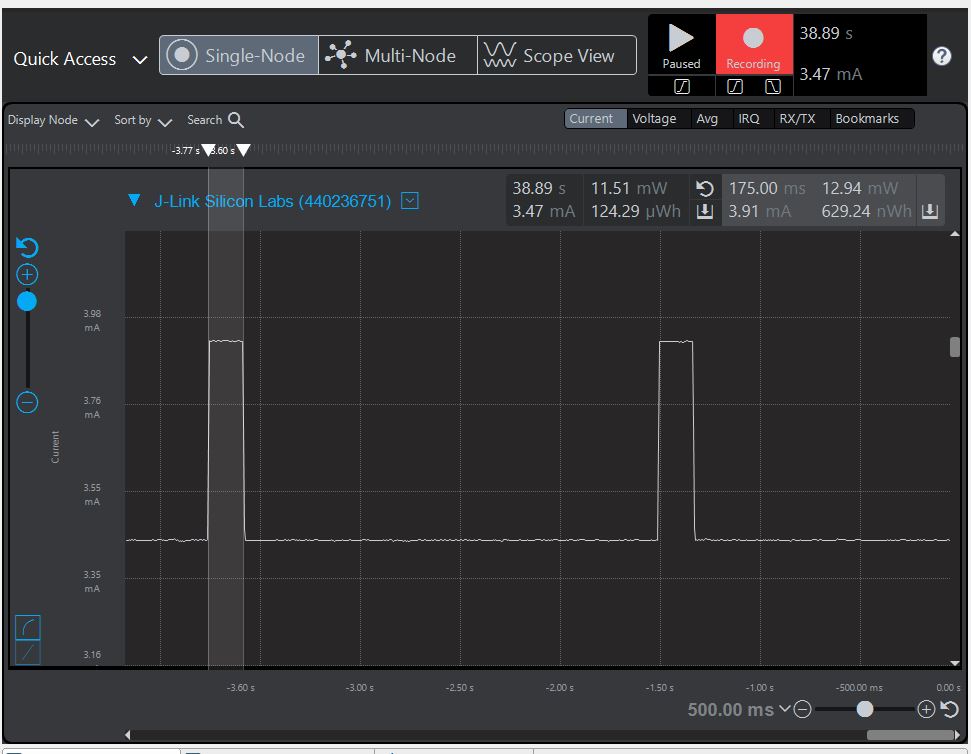 Quick Access
Single-Node
Multi-Node
Scope View
Paused
Recording
38.89 s
3.47 mA
?
Display Node
Sort by
Search
Current
Voltage
Avg
IRQ
RX/TX
Bookmarks
-3.77 s
3.60 s
J-Link Silicon Labs (440236751)
38.89 s
11.51 mW
175.00 ms
12.94 mW
3.47 mA
124.29 µWh
3.91 mA
629.24 nWh
3.98
mA
3.76
mA
Current
3.55
mA
3.35
mA
3.16
mA
-3.60 s
-3.00 s
-2.50 s
-2.00 s
-1.50 s
-1.00 s
-500.00 ms
0.00 s
500.00 ms